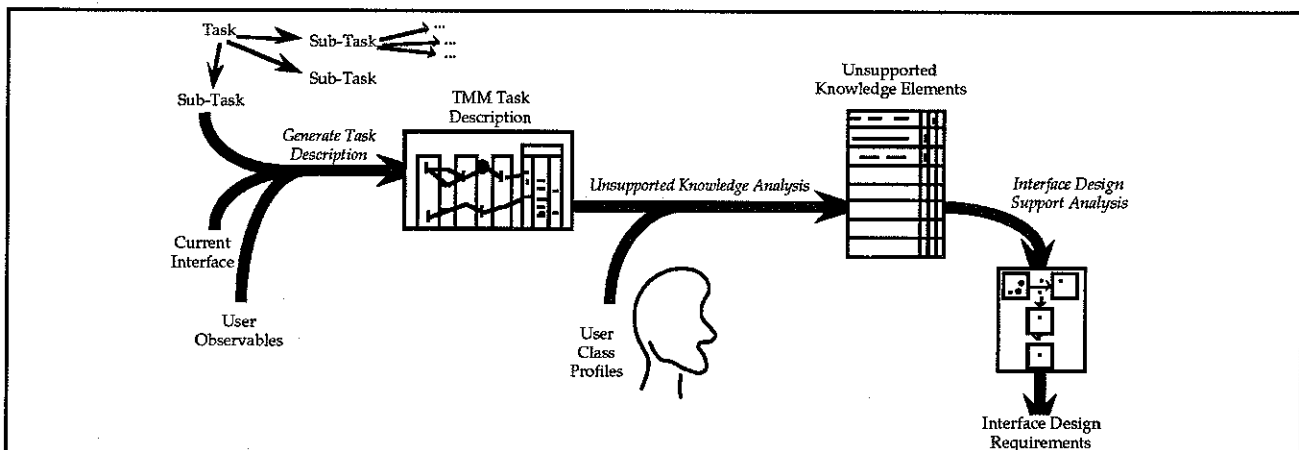 Task
Sub-Task
...
...
...
Sub-Task
Sub-Task
Generate Task
Description
TMM Task
Description
Unsupported
Knowledge Elements
Unsupported Knowledge Analysis
Interface Design
Support Analysis
Current
Interface
User
Observables
User
Class
Profiles
Interface Design
Requirements